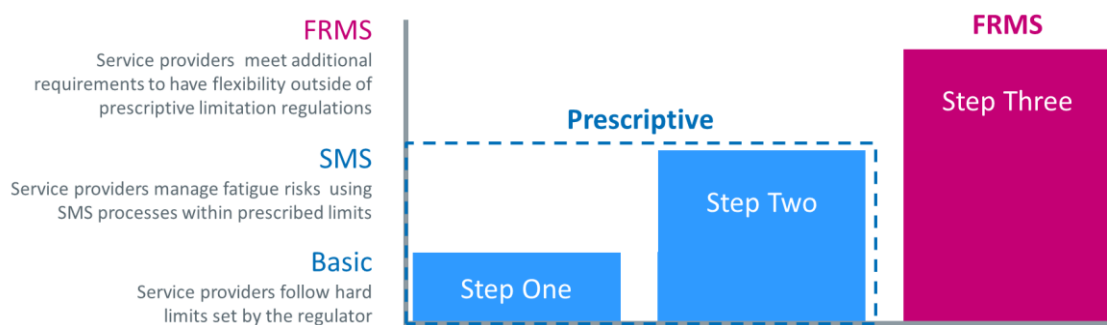 FRMS
Service providers meet additional
requirements to have flexibility outside of
prescriptive limitation regulations
SMS
Service providers manage fatigue risks using
SMS processes within prescribed limits
Basic
Service providers follow hard
limits set by the regulator
Prescriptive
FRMS
Step One
Step Two
Step Three